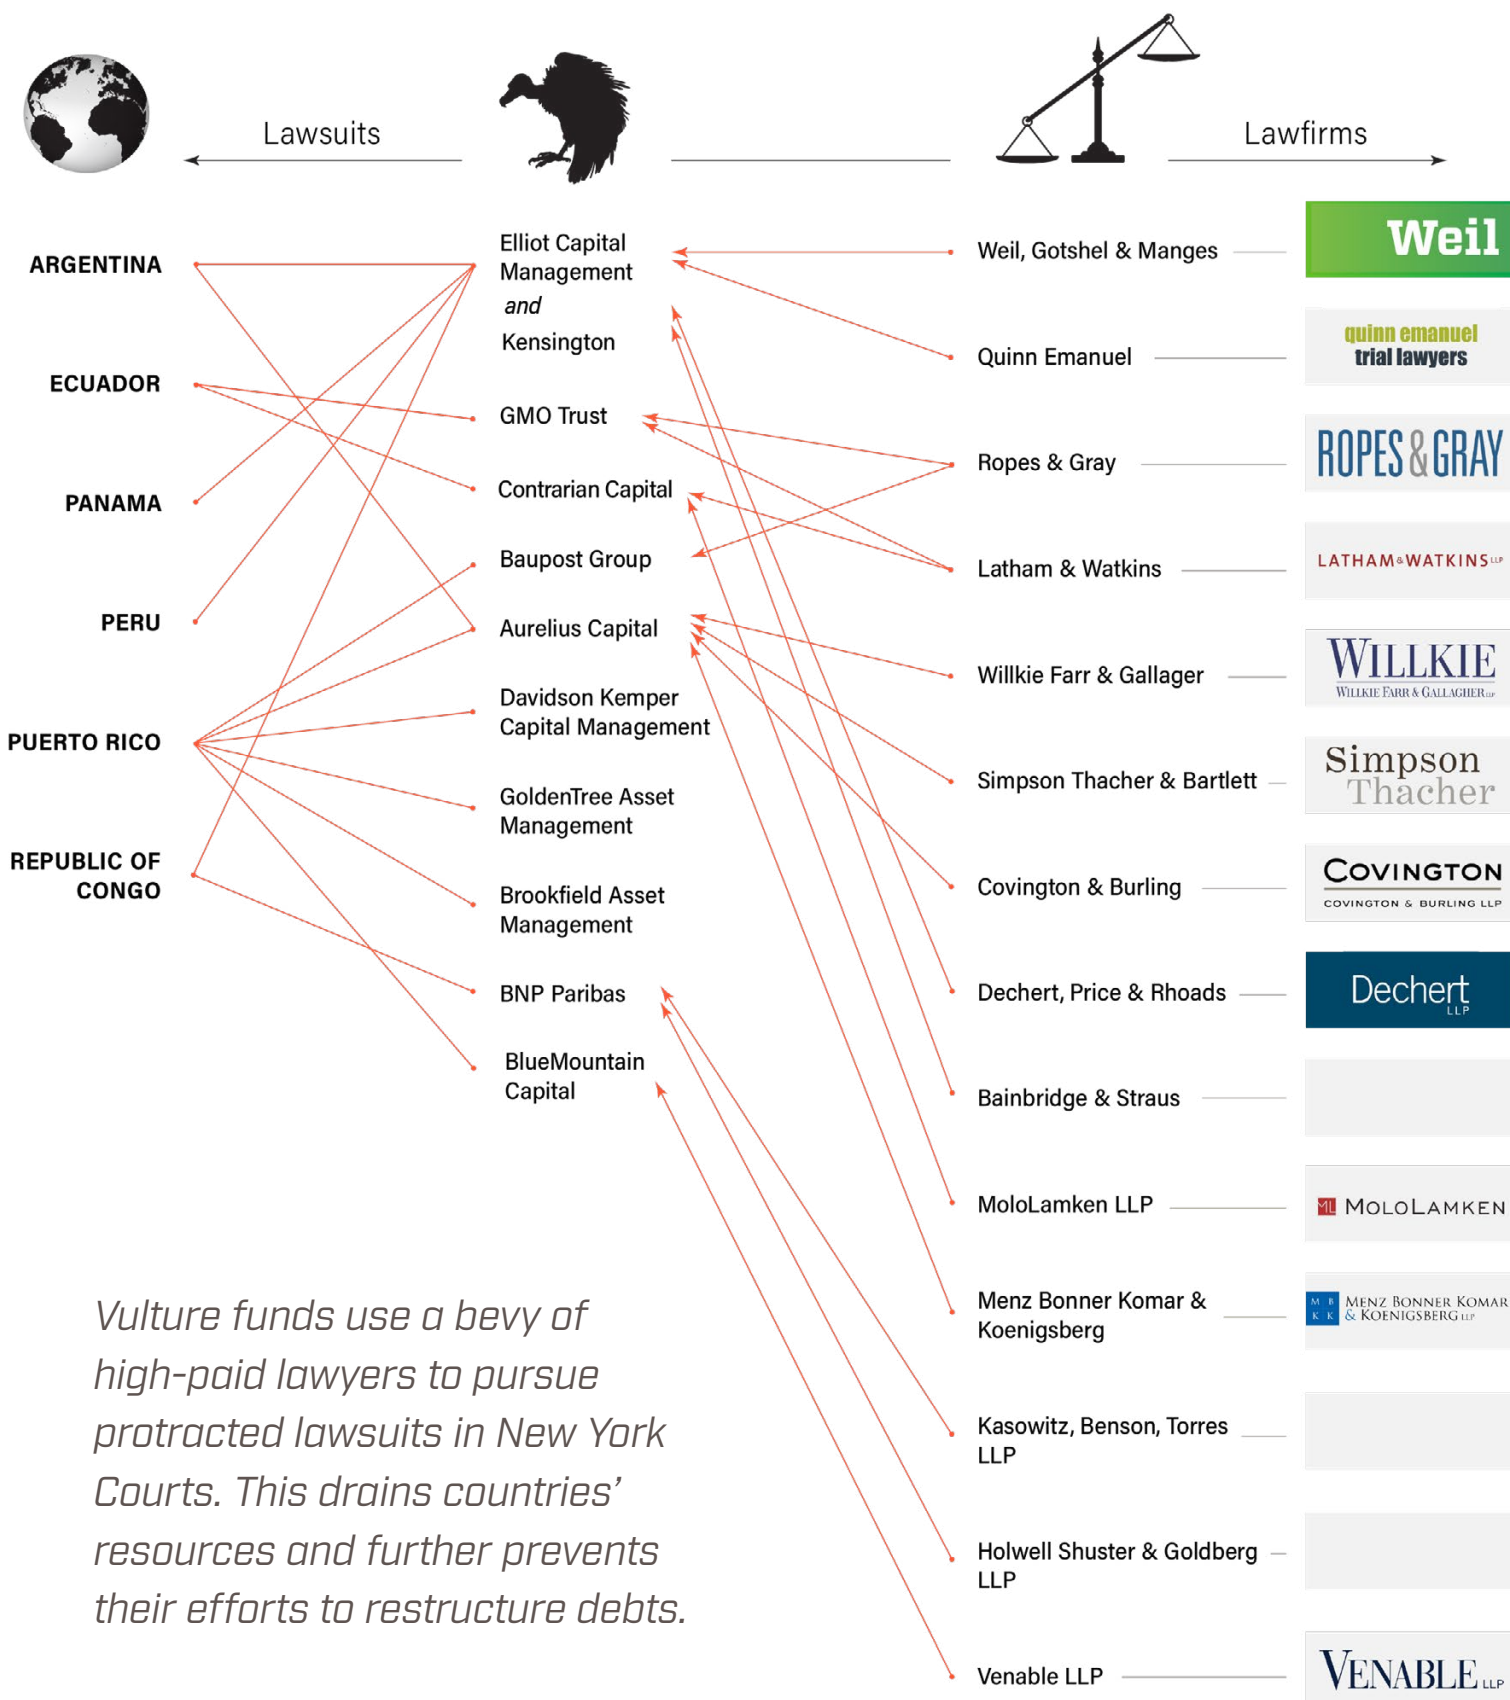 Lawsuits
Lawfirms
ARGENTINA
ECUADOR
PANAMA
PERU
PUERTO RICO
REPUBLIC OF
CONGO
Elliot Capital
Management
and
Kensington
GMO Trust
Contrarian Capital
Baupost Group
Aurelius Capital
Davidson Kemper
Capital Management
GoldenTree Asset
Management
Brookfield Asset
Management
BNP Paribas
BlueMountain
Capital
Weil, Gotshel & Manges
Quinn Emanuel
Ropes & Gray
Latham & Watkins
Willkie Farr & Gallager
Simpson Thacher & Bartlett
Covington & Burling
Dechert, Price & Rhoads
Bainbridge & Straus
MoloLamken LLP
Menz Bonner Komar &
Koenigsberg
Kasowitz, Benson, Torres
LLP
Holwell Shuster & Goldberg
LLP
Venable LLP
Weil
quinn emanuel
trial lawyers
ROPES & GRAY
LATHAM & WATKINS LLP
WILLKIE
WILLKIE FARR & GALLAGHER LLP
Simpson
Thacher
COVINGTON
COVINGTON & BURLING LLP
Dechert
LLP
ML MOLOLAMKEN
M B MENZ BONNER KOMAR
K K & KOENIGSBERG LLP
VENABLE LLP
Vulture funds use a bevy of
high-paid lawyers to pursue
protracted lawsuits in New York
Courts. This drains countries’
resources and further prevents
their efforts to restructure debts.